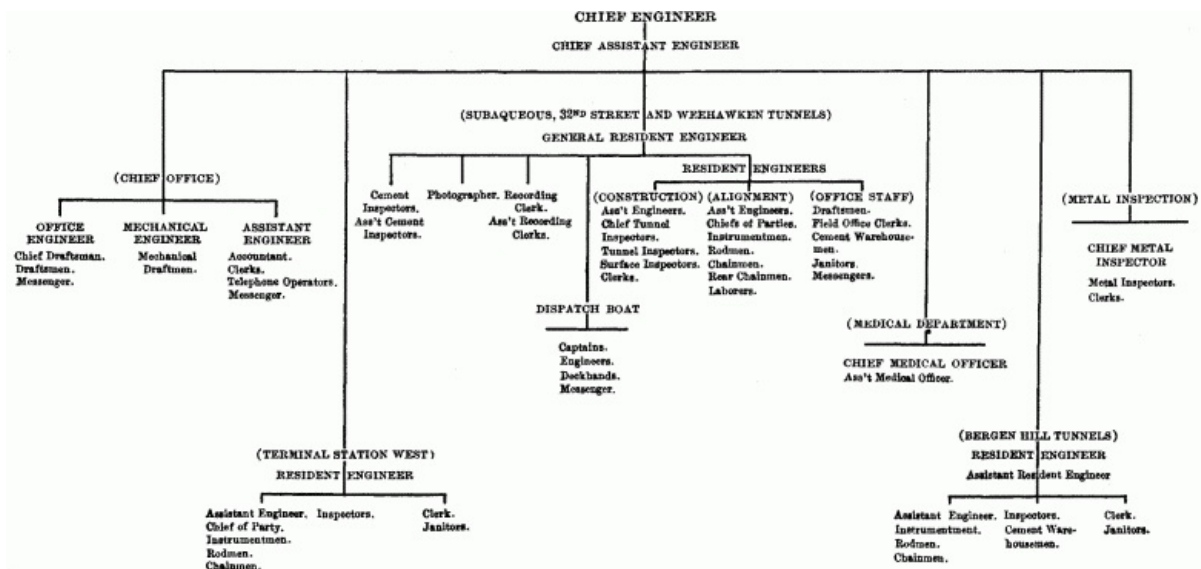 CHIEF ENGINEER
CHIEF ASSISTANT ENGINEER
(SUBAQUEOUS, 32ND STREET AND WEEHAWKEN TUNNELS)
GENERAL RESIDENT ENGINEER
RESIDENT ENGINEERS
(CHIEF OFFICE)
OFFICE
ENGINEER
Chief Draftsman.
Draftsmen.
Messenger.
MECHANICAL
ENGINEER
Mechanical
Draftmen.
ASSISTANT
ENGINEER
Accountant.
Clerks.
Telephone Operators.
Messenger.
Cement
Inspectors.
Ass't Cement
Inspectors.
Photographer.
Recording
Clerk.
Ass't Recording
Clerks.
(CONSTRUCTION)
Ass't Engineers.
Chief Tunnel
Inspectors.
Tunnel Inspectors.
Surface Inspectors.
Clerks.
(ALIGNMENT)
Ass't Engineers.
Chiefs of Parties.
Instrumentmen.
Rodmen.
Chainmen.
Rear Chainmen.
Laborers.
(OFFICE STAFF)
Draftsmen.
Field Office Clerks.
Cement Warehouse-
men.
Janitors.
Messengers.
(METAL INSPECTION)
CHIEF METAL
INSPECTOR
Metal Inspectors.
Clerks.
DISPATCH BOAT
Captains.
Engineers.
Deckhands.
Messenger.
(MEDICAL DEPARTMENT)
CHIEF MEDICAL OFFICER
Ass't Medical Officer.
(TERMINAL STATION WEST)
RESIDENT ENGINEER
Assistant Engineer.
Chief of Party.
Instrumentmen.
Rodmen.
Chainmen.
Inspectors.
Clerk.
Janitors.
(BERGEN HILL TUNNELS)
RESIDENT ENGINEER
Assistant Resident Engineer
Assistant Engineer.
Instrumentment.
Rodmen.
Chainmen.
Inspectors.
Cement Ware-
housemen.
Clerk.
Janitors.